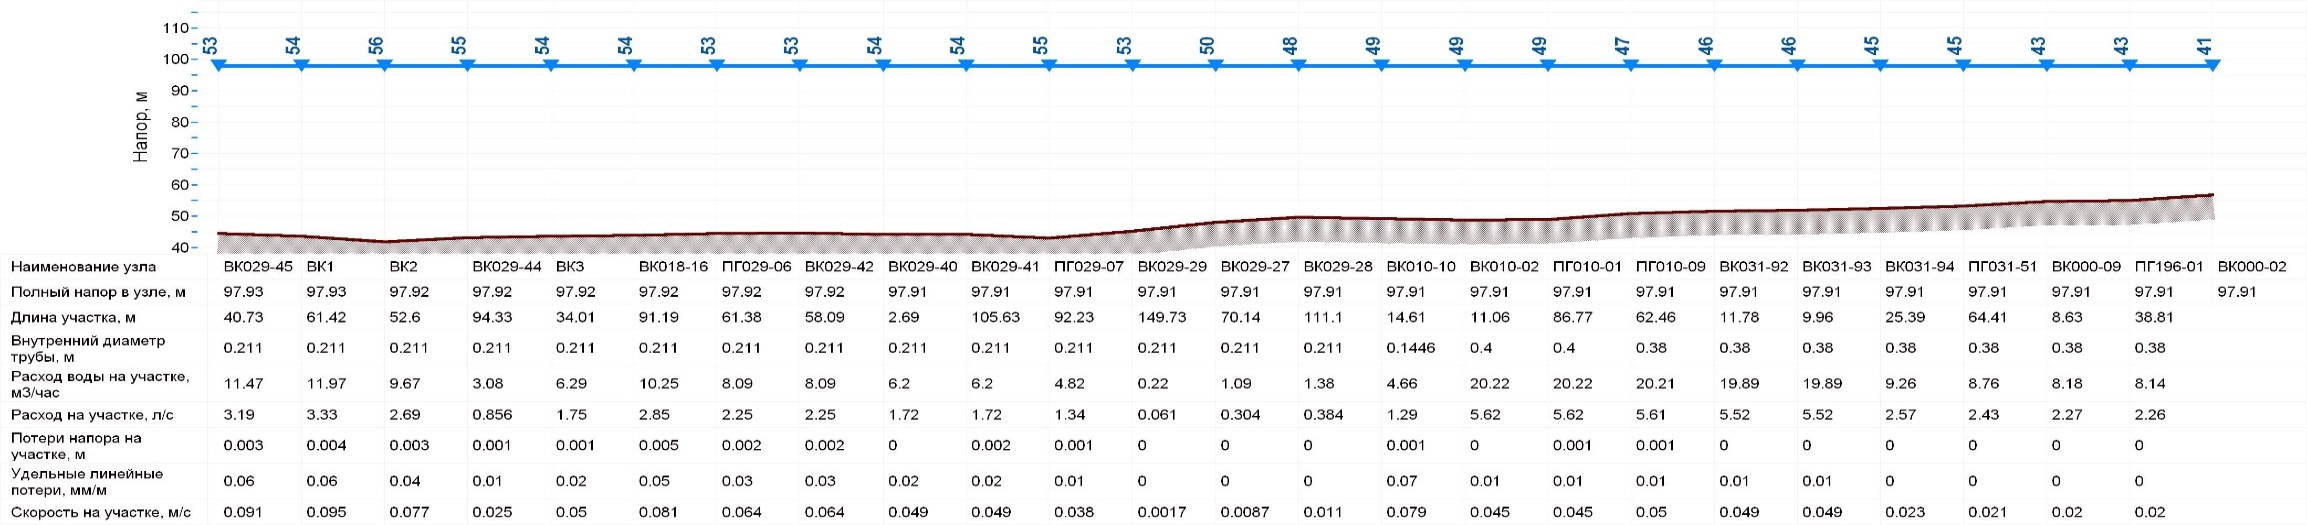 110
53 54 56 55 54 54 53 53 54 54 55 53 50 48 49 49 49 47 46 46 45 45 43 43 41
100
90
80
70
60
50
40
Напор, м
Наименование узла ВК029-45 ВК1 ВК2 ВК029-44 ВК3 ВК018-16 ПГ029-06 ВК029-42 ВК029-40 ВК029-41 ПГ029-07 ВК029-29 ВК029-27 ВК029-28 ВК010-10 ВК010-02 ПГ010-01 ПГ010-09 ВК031-92 ВК031-93 ВК031-94 ПГ031-51 ВК000-09 ПГ196-01 ВК000-02
Полный напор в узле, м 97.93 97.93 97.92 97.92 97.92 97.92 97.92 97.92 97.91 97.91 97.91 97.91 97.91 97.91 97.91 97.91 97.91 97.91 97.91 97.91 97.91 97.91 97.91 97.91 97.91
Длина участка, м 40.73 61.42 52.6 94.33 34.01 91.19 61.38 58.09 2.69 105.63 92.23 149.73 70.14 111.1 14.61 11.06 86.77 62.46 11.78 9.96 25.39 64.41 8.63 38.81
Внутренний диаметр
трубы, м 0.211 0.211 0.211 0.211 0.211 0.211 0.211 0.211 0.211 0.211 0.211 0.211 0.211 0.211 0.1446 0.4 0.4 0.38 0.38 0.38 0.38 0.38 0.38 0.38
Расход воды на участке,
м3/час 11.47 11.97 9.67 3.08 6.29 10.25 8.09 8.09 6.2 6.2 4.82 0.22 1.09 1.38 4.66 20.22 20.22 20.21 19.89 19.89 9.26 8.76 8.18 8.14
Расход на участке, л/с 3.19 3.33 2.69 0.856 1.75 2.85 2.25 2.25 1.72 1.72 1.34 0.061 0.304 0.384 1.29 5.62 5.62 5.61 5.52 5.52 2.57 2.43 2.27 2.26
Потери напора на
участке, м 0.003 0.004 0.003 0.001 0.001 0.005 0.002 0.002 0 0.002 0.001 0 0 0 0.001 0 0.001 0.001 0 0 0 0 0 0
Удельные линейные
потери, мм/м 0.06 0.06 0.04 0.01 0.02 0.05 0.03 0.03 0.02 0.02 0.01 0 0 0 0.07 0.01 0.01 0.01 0.01 0.01 0 0 0 0
Скорость на участке, м/с 0.091 0.095 0.077 0.025 0.05 0.081 0.064 0.064 0.049 0.049 0.038 0.0017 0.0087 0.011 0.079 0.045 0.045 0.05 0.049 0.049 0.023 0.021 0.02 0.02